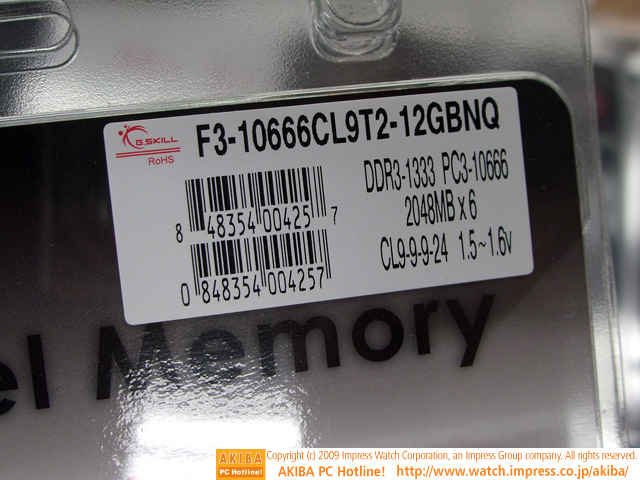 G.SKILL
RoHS
F3-10666CL9T2-12GBNQ
DDR3-1333 PC3-10666
2048MB x 6
CL9-9-9-24 1.5~1.6v
8 48354 00425 7
0 848354 004257
el Memory
AKIBA
PC Hotline!
Copyright (c) 2009 Impress Watch Corporation, an Impress Group company. All rights reserved.
AKIBA PC Hotline! http://www.watch.impress.co.jp/akiba/